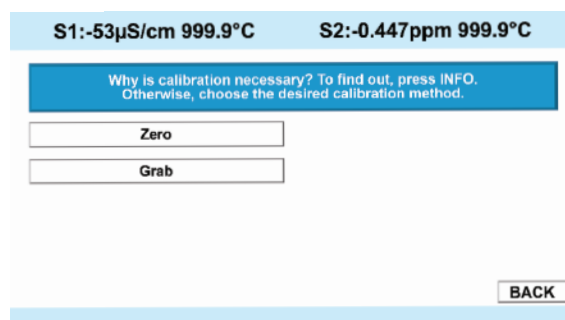 S1:-53µS/cm 999.9°C S2:-0.447ppm 999.9°C
Why is calibration necessary? To find out, press INFO.
Otherwise, choose the desired calibration method.
Zero
Grab
BACK